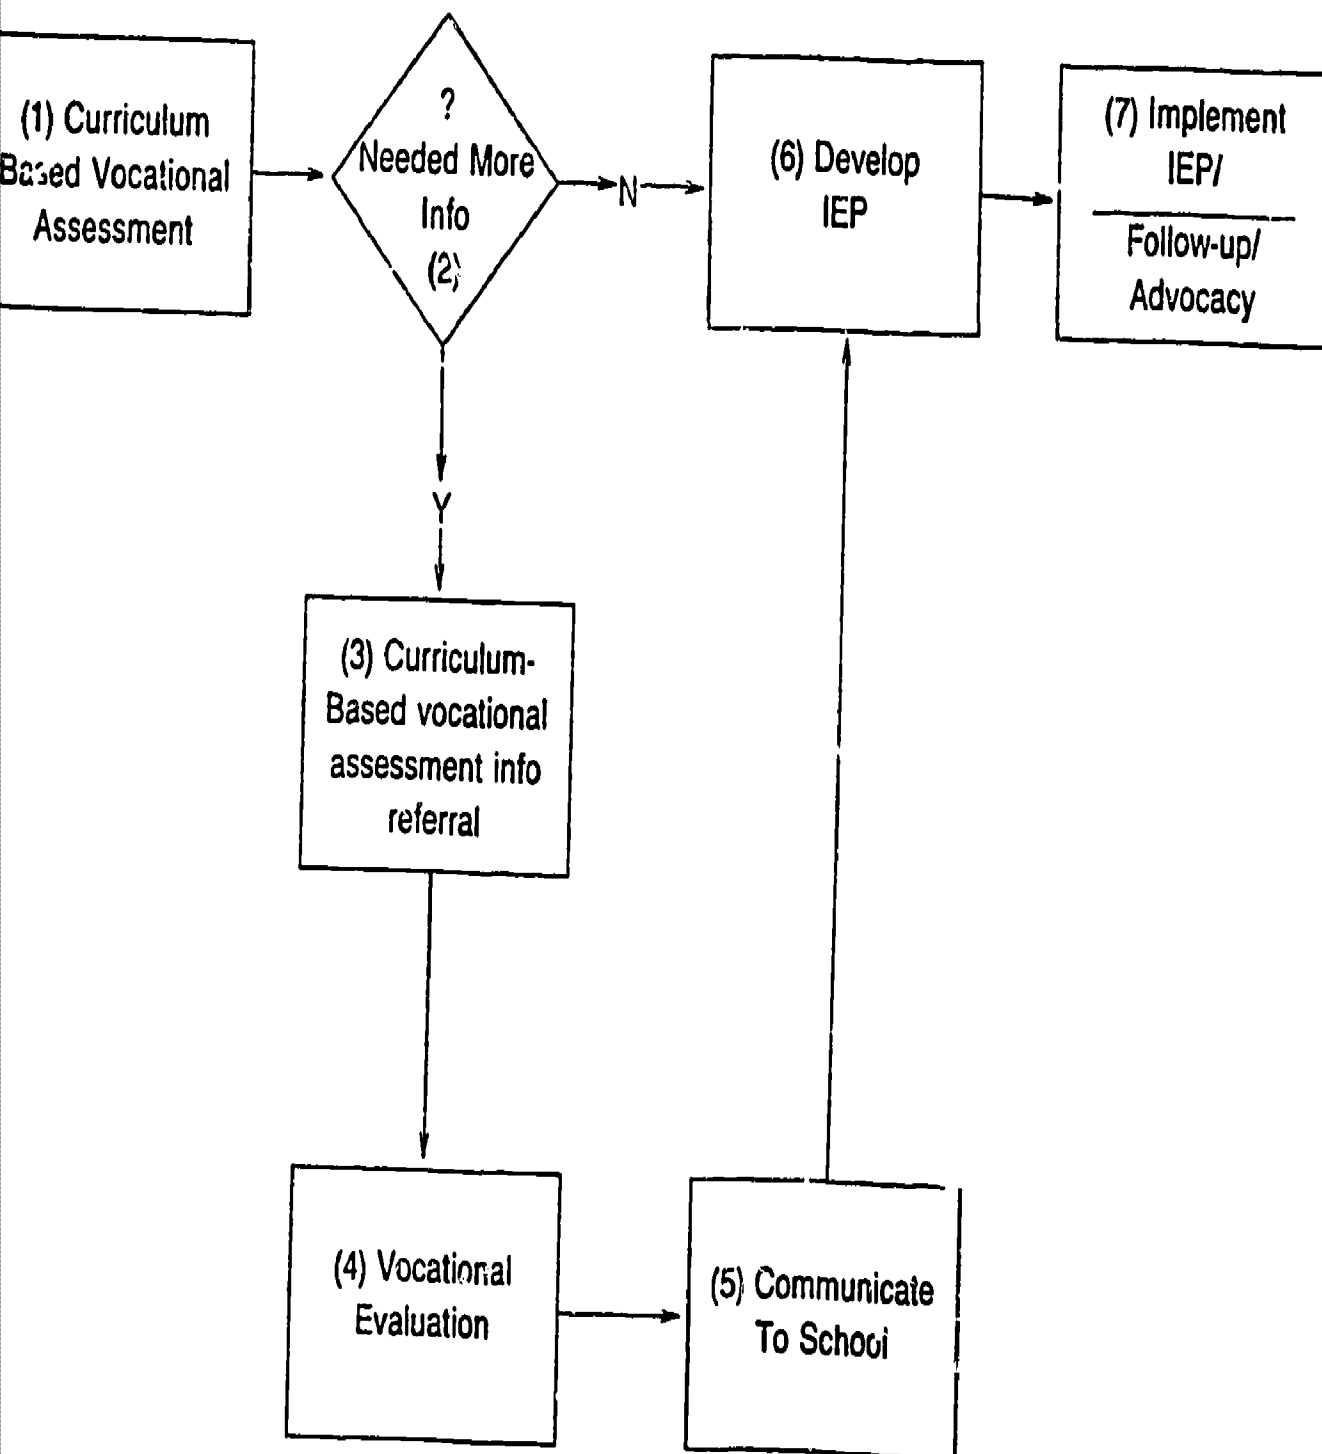 (1) Curriculum
Based Vocational
Assessment
?
Needed More
Info
(2)
N
(6) Develop
IEP
(7) Implement
IEP/
Follow-up/
Advocacy
Y
(3) Curriculum-
Based vocational
assessment info
referral
(4) Vocational
Evaluation
(5) Communicate
To School